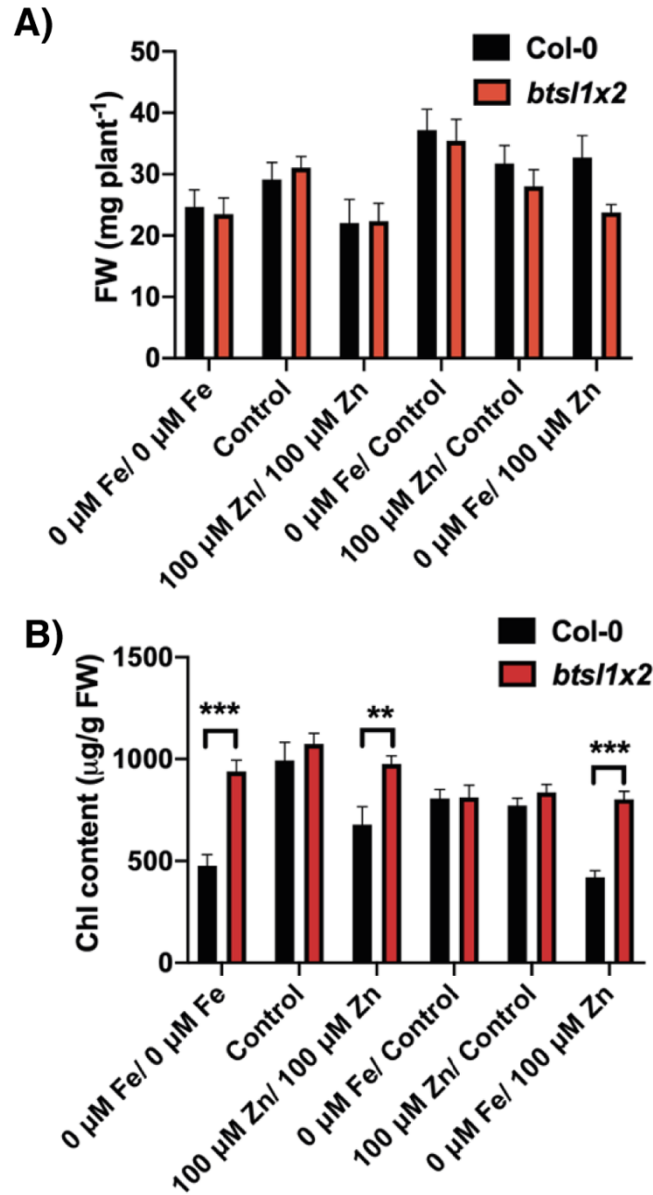 A)
Col-0
btsl1x2
FW (mg plant-1)
50
40
30
20
10
0
0 µM Fe/ 0 µM Fe
Control
100 µM Zn/ 100 µM Zn
0 µM Fe/ Control
100 µM Zn/ Control
0 µM Fe/ 100 µM Zn
B)
Col-0
btsl1x2
Chl content (µg/g FW)
1500
1000
500
0
***
**
***
0 µM Fe/ 0 µM Fe
Control
100 µM Zn/ 100 µM Zn
0 µM Fe/ Control
100 µM Zn/ Control
0 µM Fe/ 100 µM Zn